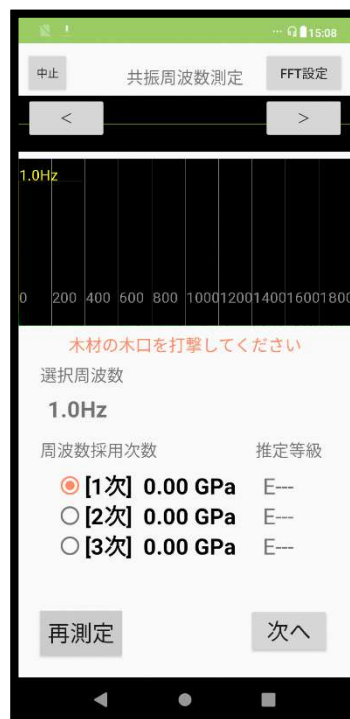 15:08
中止 共振周波数測定 FFT設定
< >
1.0Hz
0 200 400 600 800 1000 1200 1400 1600 1800
木材の木口を打撃してください
選択周波数
1.0Hz
周波数採用次数 推定等級
[1次] 0.00 GPa E---
[2次] 0.00 GPa E---
[3次] 0.00 GPa E---
再測定 次へ